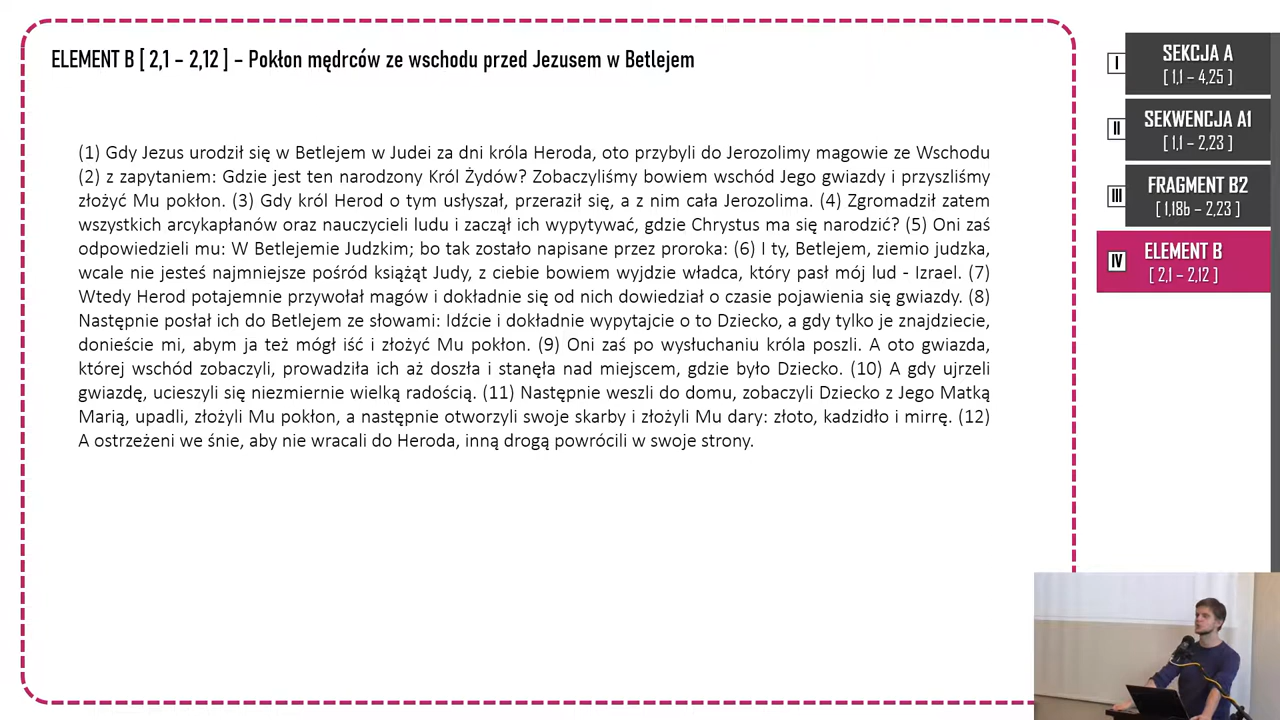 ELEMENT B [ 2,1 – 2,12 ] – Pokłon mędrców ze wschodu przed Jezusem w Betlejem
(1) Gdy Jezus urodził się w Betlejem w Judei za dni króla Heroda, oto przybyli do Jerozolimy magowie ze Wschodu
(2) z zapytaniem: Gdzie jest ten narodzony Król Żydów? Zobaczyliśmy bowiem wschód Jego gwiazdy i przyszliśmy
złożyć Mu pokłon. (3) Gdy król Herod o tym usłyszał, przeraził się, a z nim cała Jerozolima. (4) Zgromadził zatem
wszystkich arcykapłanów oraz nauczycieli ludu i zaczął ich wypytywać, gdzie Chrystus ma się narodzić? (5) Oni zaś
odpowiedzieli mu: W Betlejemie Judzkim; bo tak zostało napisane przez proroka: (6) I ty, Betlejem, ziemio judzka,
wcale nie jesteś najmniejsze pośród książąt Judy, z ciebie bowiem wyjdzie władca, który pasł mój lud - Izrael. (7)
Wtedy Herod potajemnie przywołał magów i dokładnie się od nich dowiedział o czasie pojawienia się gwiazdy. (8)
Następnie posłał ich do Betlejem ze słowami: Idźcie i dokładnie wypytajcie o to Dziecko, a gdy tylko je znajdziecie,
donieście mi, abym ja też mógł iść i złożyć Mu pokłon. (9) Oni zaś po wysłuchaniu króla poszli. A oto gwiazda,
której wschód zobaczyli, prowadziła ich aż doszła i stanęła nad miejscem, gdzie było Dziecko. (10) A gdy ujrzeli
gwiazdę, ucieszyli się niezmiernie wielką radością. (11) Następnie weszli do domu, zobaczyli Dziecko z Jego Matką
Marią, upadli, złożyli Mu pokłon, a następnie otworzyli swoje skarby i złożyli Mu dary: złoto, kadzidło i mirrę. (12)
A ostrzeżeni we śnie, aby nie wracali do Heroda, inną drogą powrócili w swoje strony.
I
SEKCJA A
[ 1,1 – 4,25 ]
II
SEKWENCJA A1
[ 1,1 – 2,23 ]
III
FRAGMENT B2
[ 1,18b – 2,23 ]
IV
ELEMENT B
[ 2,1 – 2,12 ]